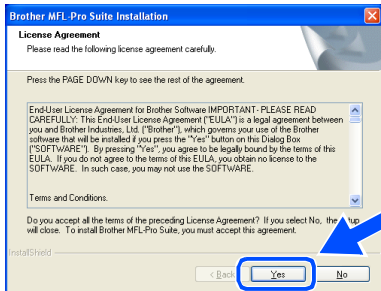 Brother MFL-Pro Suite Installation
License Agreement
Please read the following license agreement carefully.
Press the PAGE DOWN key to see the rest of the agreement.
End-User License Agreement for Brother Software IMPORTANT- PLEASE READ
CAREFULLY: This End-User License Agreement ("EULA") is a legal agreement between
you and Brother Industries, Ltd. ("Brother"), which governs your use of the Brother
software that will be installed if you press the "Yes" button on this Dialog Box
("SOFTWARE"). By pressing "Yes", you agree to be legally bound by the terms of this
EULA. If you do not agree to the terms of this EULA, you obtain no license to the
SOFTWARE. In such case, you may not use the SOFTWARE.
Terms and Conditions.
Do you accept all the terms of the preceding License Agreement? If you select No, the
will close. To install Brother MFL-Pro Suite, you must accept this agreement.
InstallShield
< Back
Yes
No